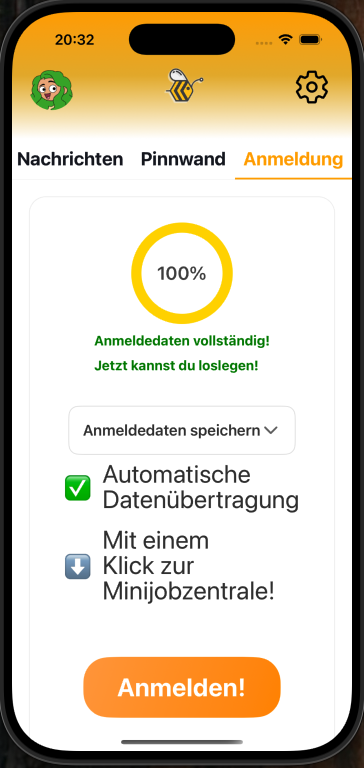 20:32
Nachrichten Pinnwand Anmeldung
100%
Anmeldedaten vollständig!
Jetzt kannst du loslegen!
Anmeldedaten speichern
Automatische
Datenübertragung
Mit einem
Klick zur
Minijobzentrale!
Anmelden!